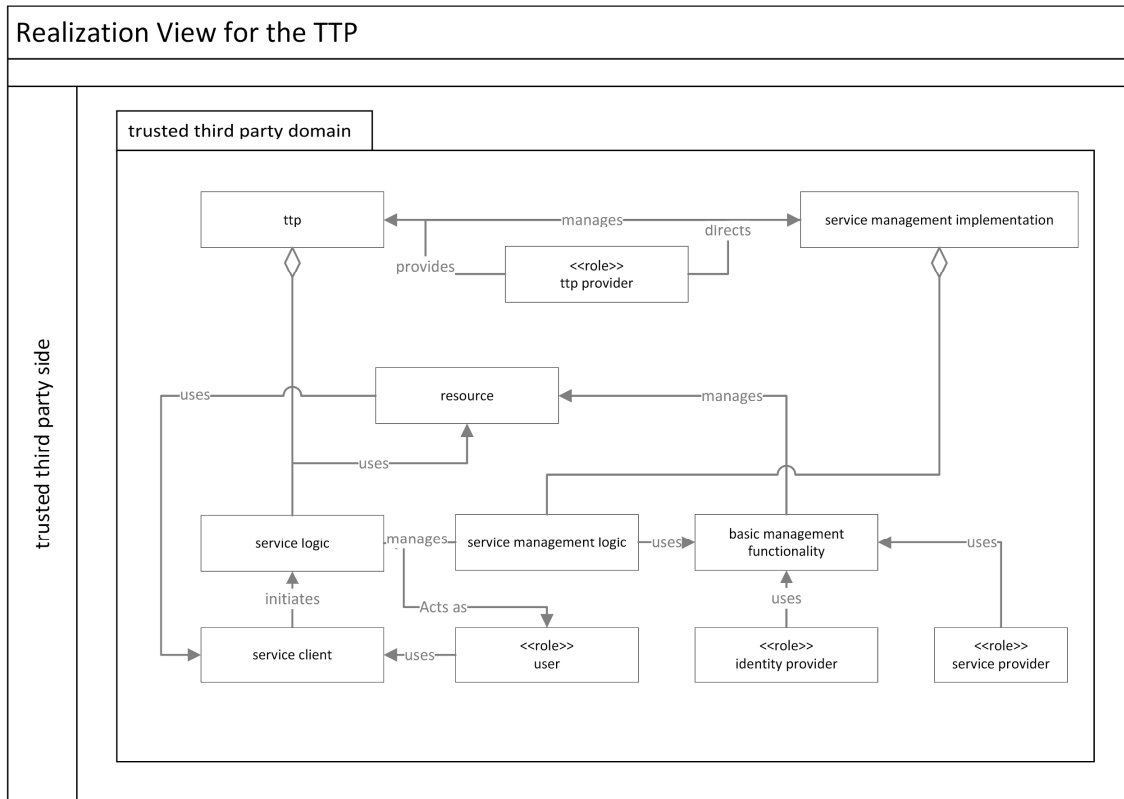 Realization View for the TTP
trusted third party side
trusted third party domain
ttp
manages
service management implementation
directs
provides
<<role>>
ttp provider
uses
resource
manages
uses
service logic
manages
service management logic
uses
basic management
functionality
uses
initiates
Acts as
uses
service client
uses
<<role>>
user
<<role>>
identity provider
<<role>>
service provider